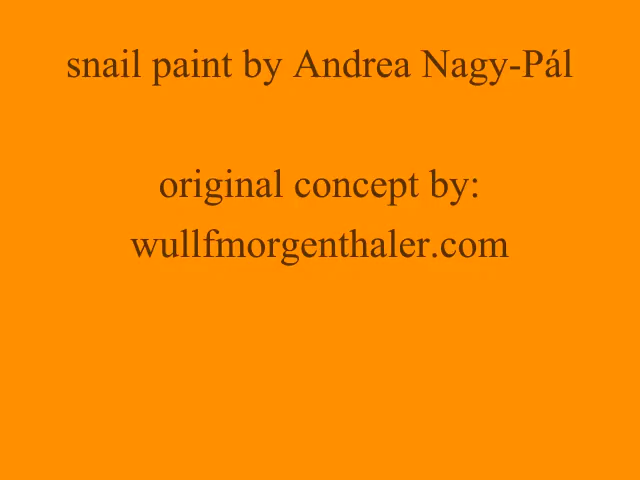 snail paint by Andrea Nagy-Pál
original concept by:
wullfmorgenthaler.com